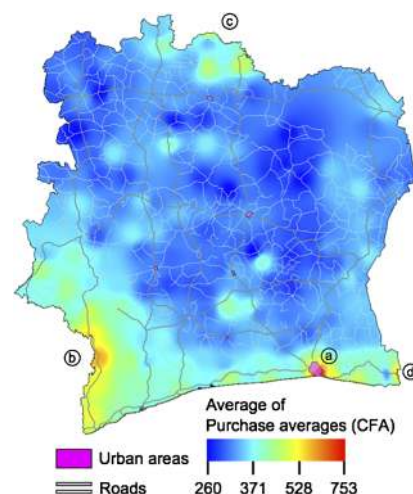 c
b
a
d
Average of
Purchase averages (CFA)
Urban areas
Roads
260 371 528 753